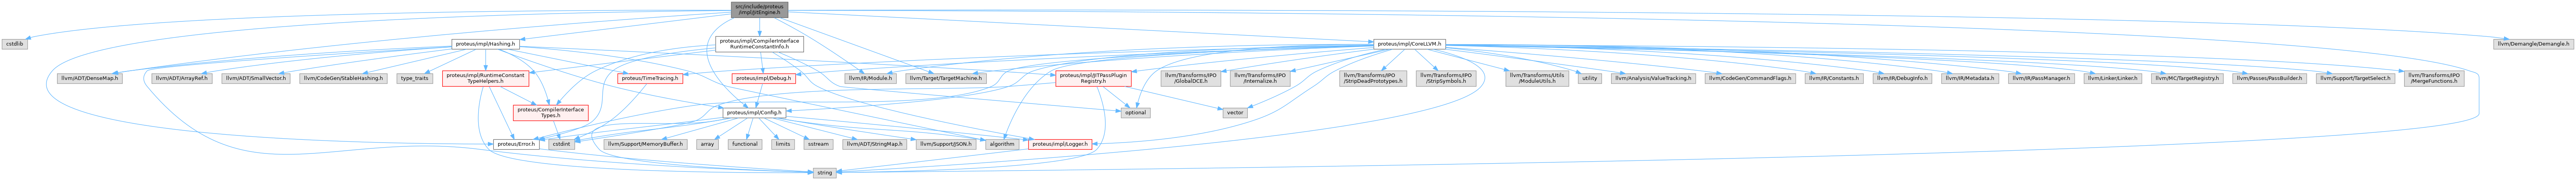 src/include/proteus
/impl/JitEngine.h
cstdlib
proteus/impl/Hashing.h
proteus/impl/CompilerInterface
RuntimeConstantInfo.h
proteus/impl/CoreLLVM.h
llvm/Demangle/Demangle.h
llvm/ADT/DenseMap.h
llvm/ADT/ArrayRef.h
llvm/ADT/SmallVector.h
llvm/CodeGen/StableHashing.h
type_traits
proteus/impl/RuntimeConstant
TypeHelpers.h
proteus/TimeTracing.h
proteus/impl/Debug.h
llvm/IR/Module.h
llvm/Target/TargetMachine.h
proteus/impl/JITPassPlugin
Registry.h
llvm/Transforms/IPO
/GlobalDCE.h
llvm/Transforms/IPO
/Internalize.h
llvm/Transforms/IPO
/StripDeadPrototypes.h
llvm/Transforms/IPO
/StripSymbols.h
llvm/Transforms/Utils
/ModuleUtils.h
utility
llvm/Analysis/ValueTracking.h
llvm/CodeGen/CommandFlags.h
llvm/IR/Constants.h
llvm/IR/DebugInfo.h
llvm/IR/Metadata.h
llvm/IR/PassManager.h
llvm/Linker/Linker.h
llvm/MC/TargetRegistry.h
llvm/Passes/PassBuilder.h
llvm/Support/TargetSelect.h
llvm/Transforms/IPO
/MergeFunctions.h
proteus/CompilerInterface
Types.h
proteus/impl/Config.h
optional
vector
proteus/Error.h
cstdint
llvm/Support/MemoryBuffer.h
array
functional
limits
sstream
llvm/ADT/StringMap.h
llvm/Support/JSON.h
algorithm
proteus/impl/Logger.h
string